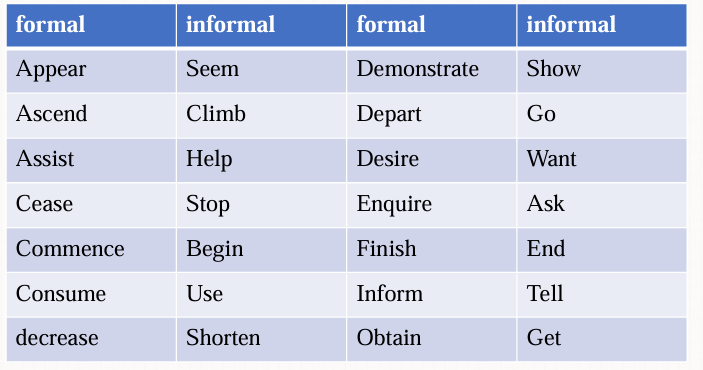 formal informal formal informal
Appear Seem Demonstrate Show
Ascend Climb Depart Go
Assist Help Desire Want
Cease Stop Enquire Ask
Commence Begin Finish End
Consume Use Inform Tell
decrease Shorten Obtain Get